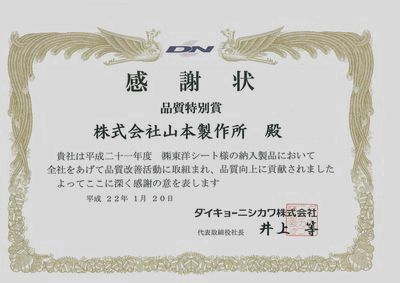 DN
感謝状
品質特別賞
株式会社山本製作所 殿
貴社は平成二十一年度 ㈱東洋シート様の納入製品において
全社をあげて品質改善活動に取組まれ、品質向上に貢献されました
よってここに深く感謝の意を表します
平成 22年 1月 20日
ダイキョーニシカワ株式会社
代表取締役社長 井上 等